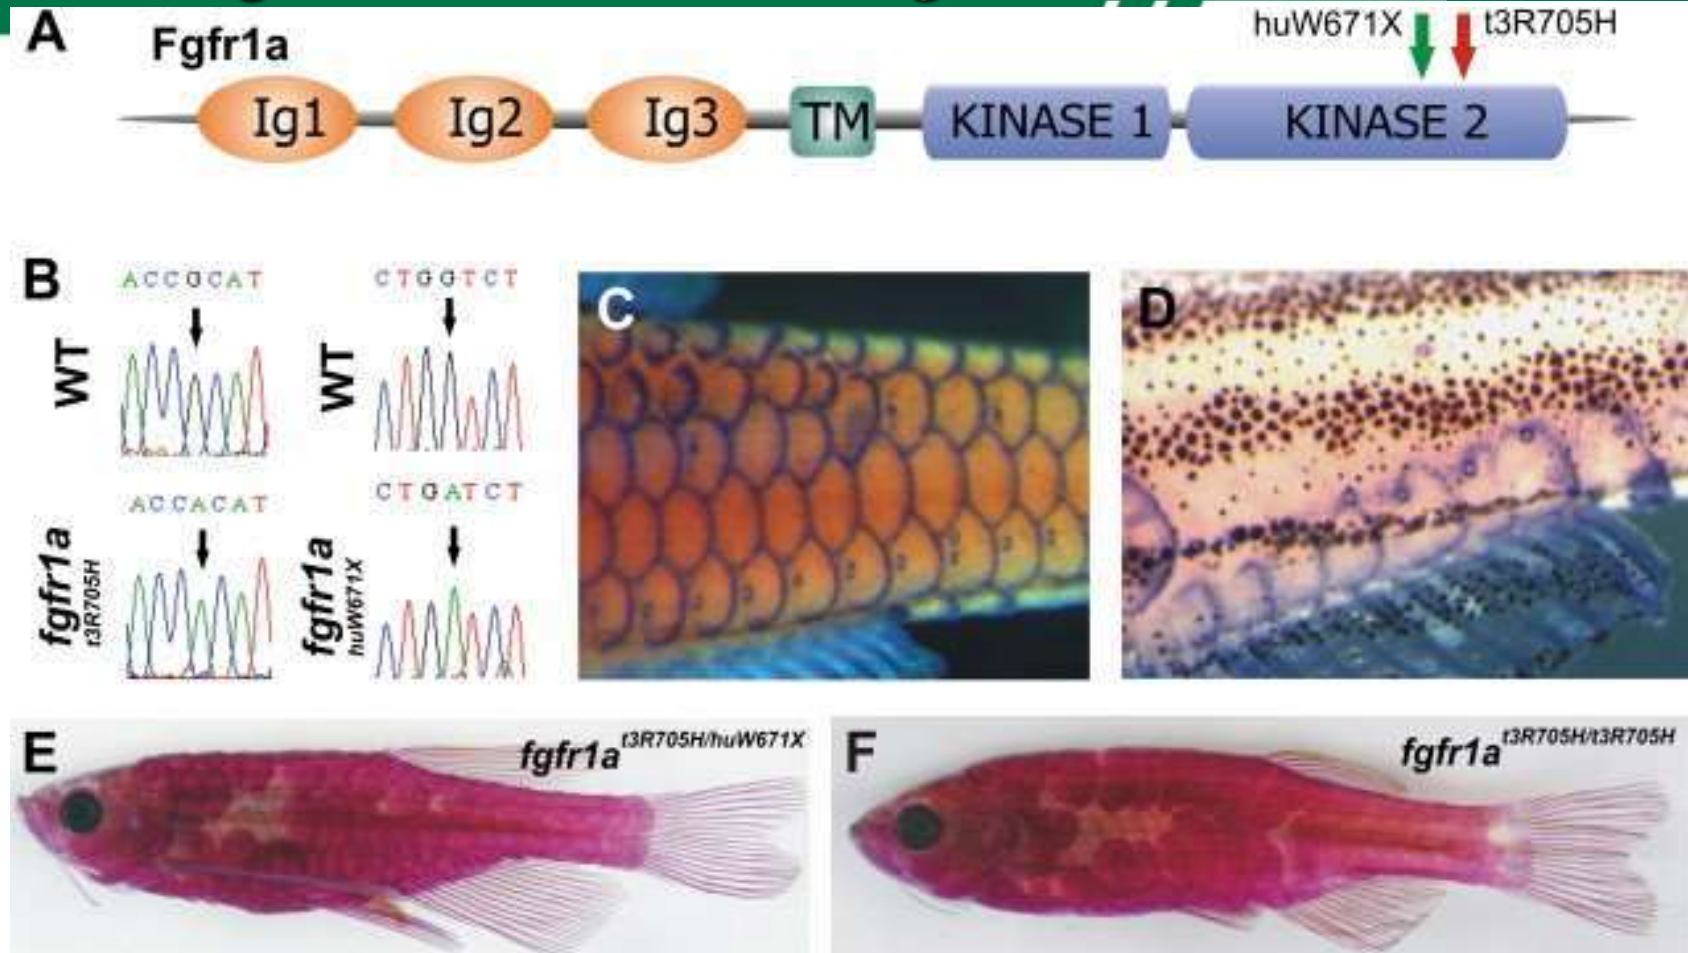 A
Fgfr1a
huW671X
t3R705H
Ig1
Ig2
Ig3
TM
KINASE 1
KINASE 2
B
WT
ACCGCAT
WT
CTGGTCT
fgfr1a t3R705H
ACCACAT
fgfr1a huW671X
CTGATCT
C
D
E
fgfr1a t3R705H/huW671X
F
fgfr1a t3R705H/t3R705H